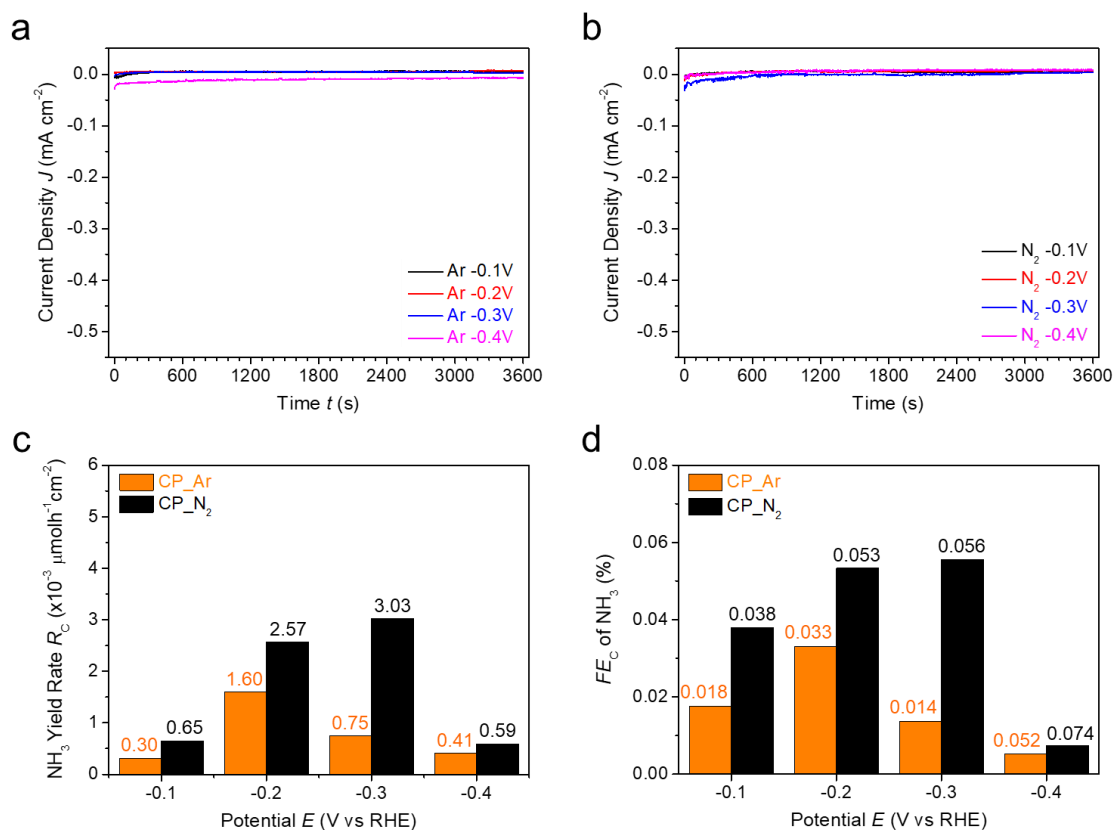 a
0.0
-0.1
-0.2
-0.3
-0.4
-0.5
Current Density J (mA cm⁻²)
Ar -0.1V
Ar -0.2V
Ar -0.3V
Ar -0.4V
0 600 1200 1800 2400 3000 3600
Time t (s)
b
0.0
-0.1
-0.2
-0.3
-0.4
-0.5
Current Density J (mA cm⁻²)
N₂ -0.1V
N₂ -0.2V
N₂ -0.3V
N₂ -0.4V
0 600 1200 1800 2400 3000 3600
Time (s)
c
6
5
4
3
2
1
0
NH₃ Yield Rate R_C (x10⁻³ μmolh⁻¹cm⁻²)
CP_Ar
CP_N₂
0.30
0.65
1.60
2.57
0.75
3.03
0.41
0.59
-0.1 -0.2 -0.3 -0.4
Potential E (V vs RHE)
d
0.08
0.06
0.04
0.02
0.00
FE_C of NH₃ (%)
CP_Ar
CP_N₂
0.018
0.038
0.033
0.053
0.014
0.056
0.052
0.074
-0.1 -0.2 -0.3 -0.4
Potential E (V vs RHE)